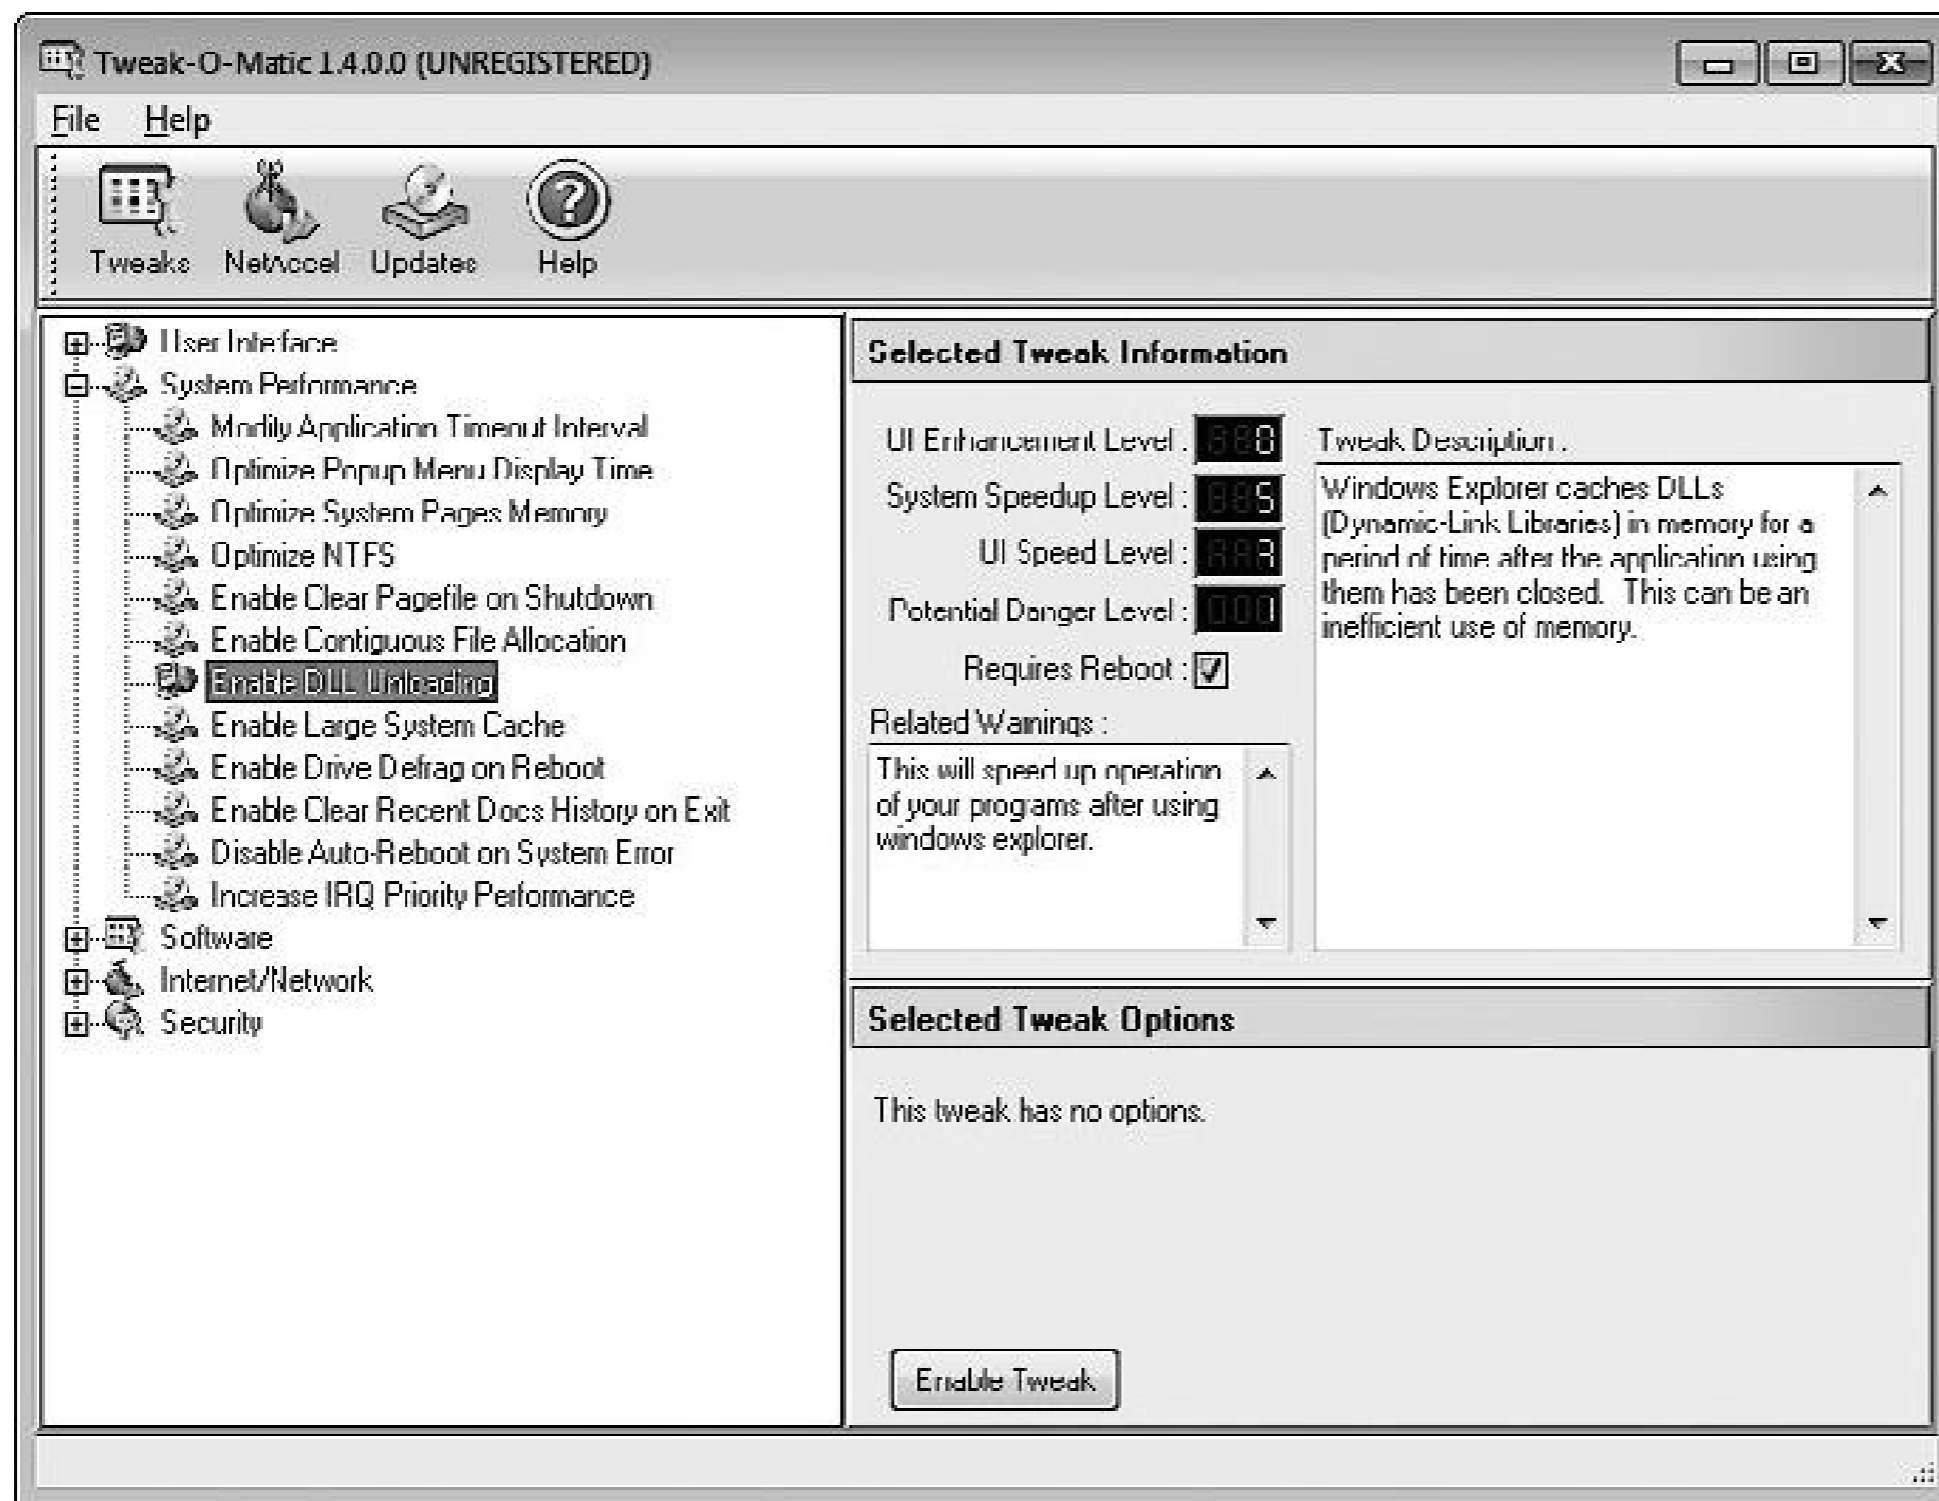 Tweak-O-Matic 1.4.0.0 (UNREGISTERED)
File Help
Tweaks NetAccel Updates Help
User Interface
System Performance
Modify Application Timeout Interval
Optimize Popup Menu Display Time
Optimize System Pages Memory
Optimize NTFS
Enable Clear Pagefile on Shutdown
Enable Contiguous File Allocation
Enable DLL Unloading
Enable Large System Cache
Enable Drive Defrag on Reboot
Enable Clear Recent Docs History on Exit
Disable Auto-Reboot on System Error
Increase IRQ Priority Performance
Software
Internet/Network
Security
Selected Tweak Information
UI Enhancement Level :
System Speedup Level : 5
UI Speed Level :
Potential Danger Level : 1
Requires Reboot :
Related Warnings :
This will speed up operation
of your programs after using
windows explorer.
Tweak Description :
Windows Explorer caches DLLs
(Dynamic-Link Libraries) in memory for a
period of time after the application using
them has been closed. This can be an
inefficient use of memory.
Selected Tweak Options
This tweak has no options.
Enable Tweak